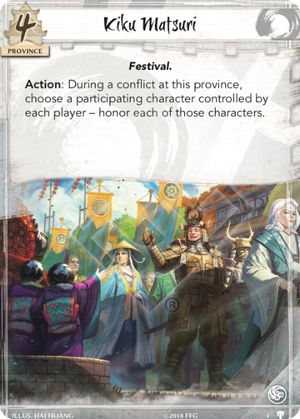 4
Kiku Matsuri
PROVINCE
Festival.
Action: During a conflict at this province,
choose a participating character controlled by
each player – honor each of those characters.
ILLUS. HAI HOANG
© 2018 FFG
1